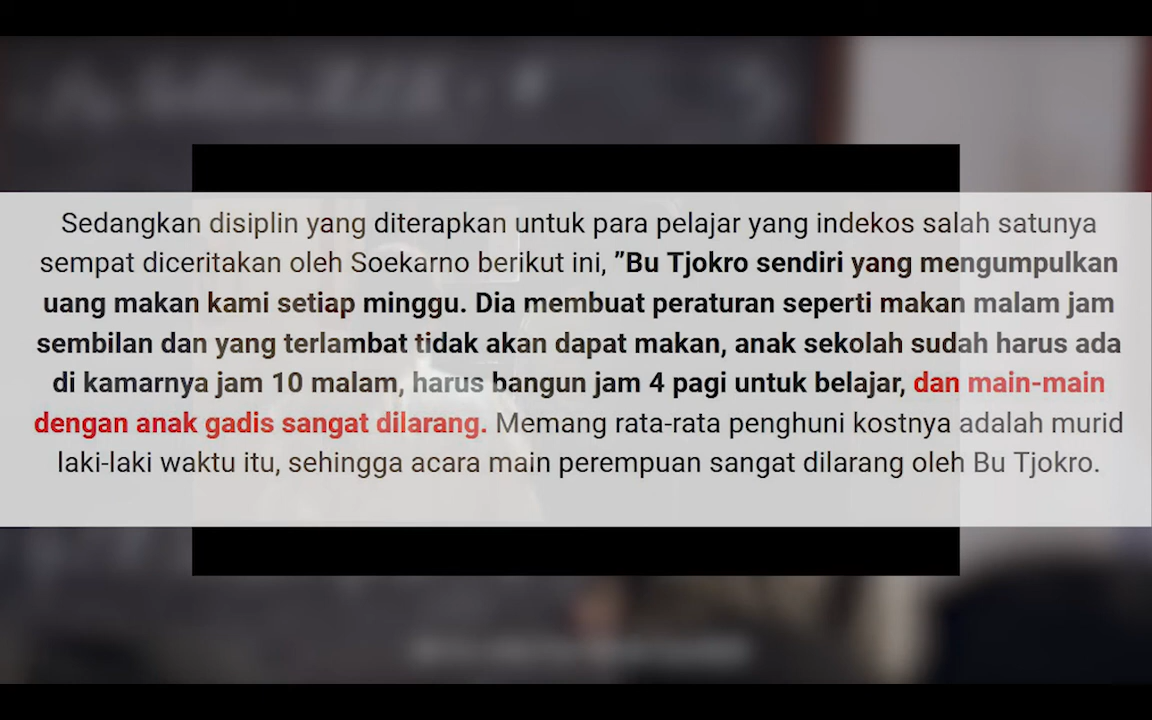 Sedangkan disiplin yang diterapkan untuk para pelajar yang indekos salah satunya
sempat diceritakan oleh Soekarno berikut ini, ”Bu Tjokro sendiri yang mengumpulkan
uang makan kami setiap minggu. Dia membuat peraturan seperti makan malam jam
sembilan dan yang terlambat tidak akan dapat makan, anak sekolah sudah harus ada
di kamarnya jam 10 malam, harus bangun jam 4 pagi untuk belajar, dan main-main
dengan anak gadis sangat dilarang. Memang rata-rata penghuni kostnya adalah murid
laki-laki waktu itu, sehingga acara main perempuan sangat dilarang oleh Bu Tjokro.